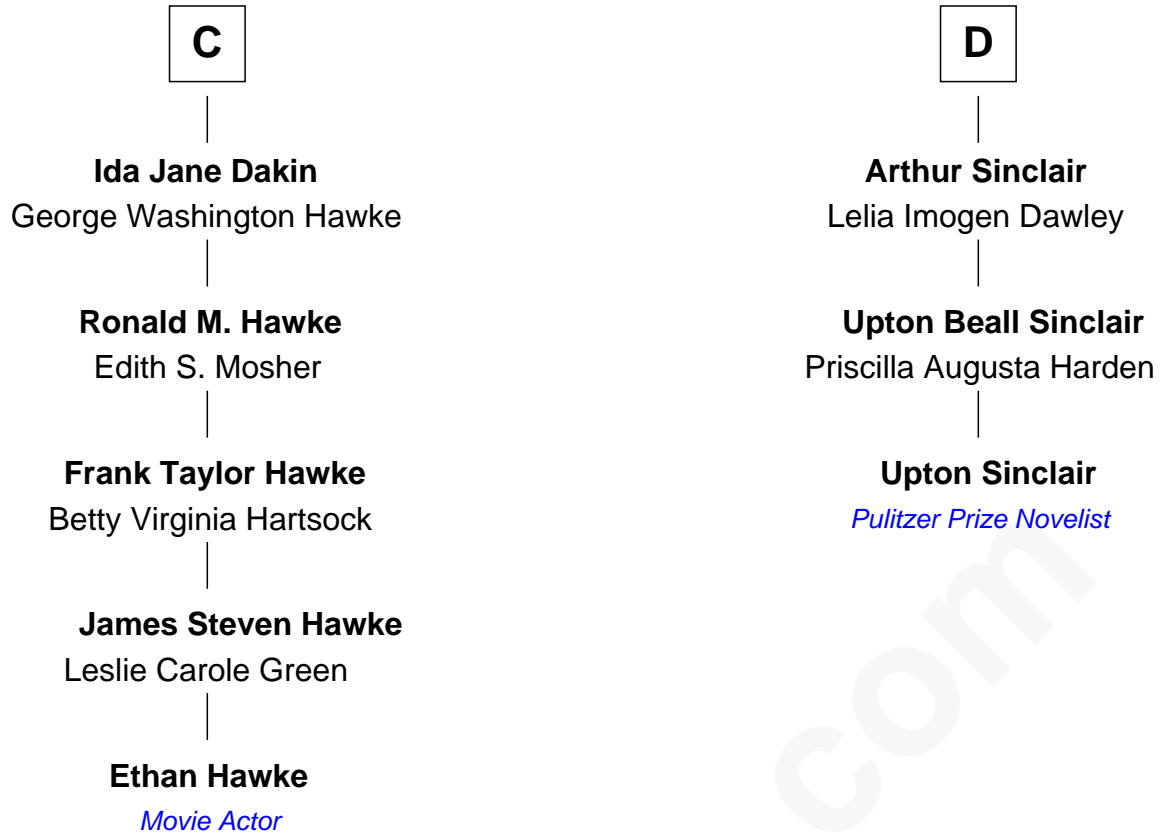 C
Ida Jane Dakin
George Washington Hawke
Ronald M. Hawke
Edith S. Mosher
Frank Taylor Hawke
Betty Virginia Hartsock
James Steven Hawke
Leslie Carole Green
Ethan Hawke
Movie Actor
D
Arthur Sinclair
Lelia Imogen Dawley
Upton Beall Sinclair
Priscilla Augusta Harden
Upton Sinclair
Pulitzer Prize Novelist
com